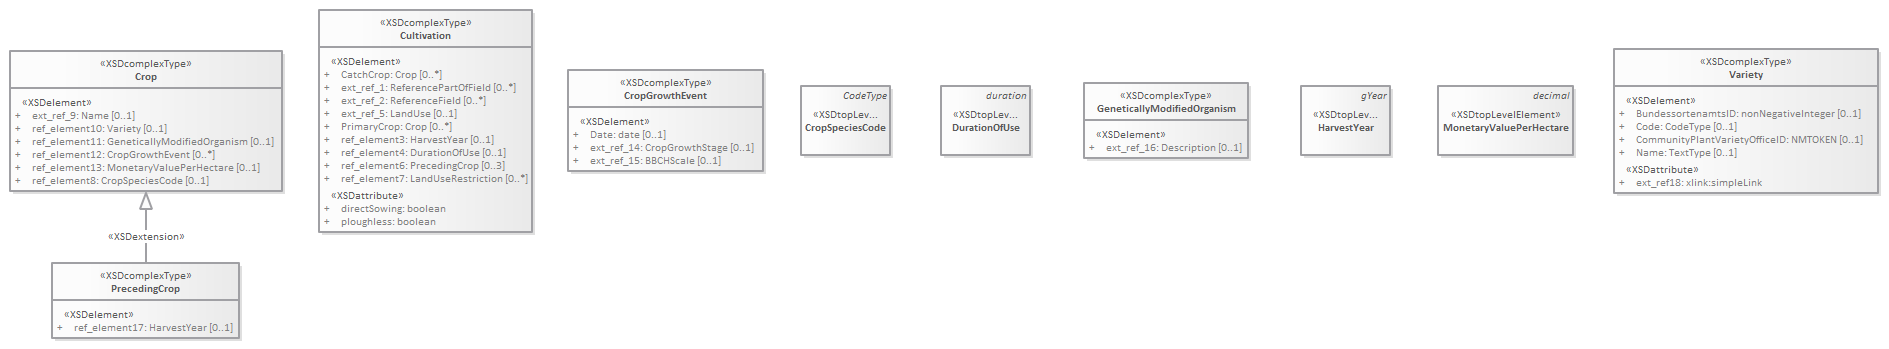 «XSDcomplexType»
Crop
«XSDelement»
+ ext_ref_9: Name [0..1]
+ ref_element10: Variety [0..1]
+ ref_element11: GeneticallyModifiedOrganism [0..1]
+ ref_element12: CropGrowthEvent [0..*]
+ ref_element13: MonetaryValuePerHectare [0..1]
+ ref_element8: CropSpeciesCode [0..1]
«XSDextension»
«XSDcomplexType»
PrecedingCrop
«XSDelement»
+ ref_element17: HarvestYear [0..1]
«XSDcomplexType»
Cultivation
«XSDelement»
+ CatchCrop: Crop [0..*]
+ ext_ref_1: ReferencePartOfField [0..*]
+ ext_ref_2: ReferenceField [0..*]
+ ext_ref_5: LandUse [0..1]
+ PrimaryCrop: Crop [0..*]
+ ref_element3: HarvestYear [0..1]
+ ref_element4: DurationOfUse [0..1]
+ ref_element6: PrecedingCrop [0..3]
+ ref_element7: LandUseRestriction [0..*]
«XSDattribute»
+ directSowing: boolean
+ ploughless: boolean
«XSDcomplexType»
CropGrowthEvent
«XSDelement»
+ Date: date [0..1]
+ ext_ref_14: CropGrowthStage [0..1]
+ ext_ref_15: BBCHScale [0..1]
CodeType
«XSDtopLev...
CropSpeciesCode
duration
«XSDtopLev...
DurationOfUse
«XSDcomplexType»
GeneticallyModifiedOrganism
«XSDelement»
+ ext_ref_16: Description [0..1]
gYear
«XSDtopLev...
HarvestYear
decimal
«XSDtopLevelElement»
MonetaryValuePerHectare
«XSDcomplexType»
Variety
«XSDelement»
+ BundessortenamtsID: nonNegativeInteger [0..1]
+ Code: CodeType [0..1]
+ CommunityPlantVarietyOfficeID: NMTOKEN [0..1]
+ Name: TextType [0..1]
«XSDattribute»
+ ext_ref18: xlink:simpleLink